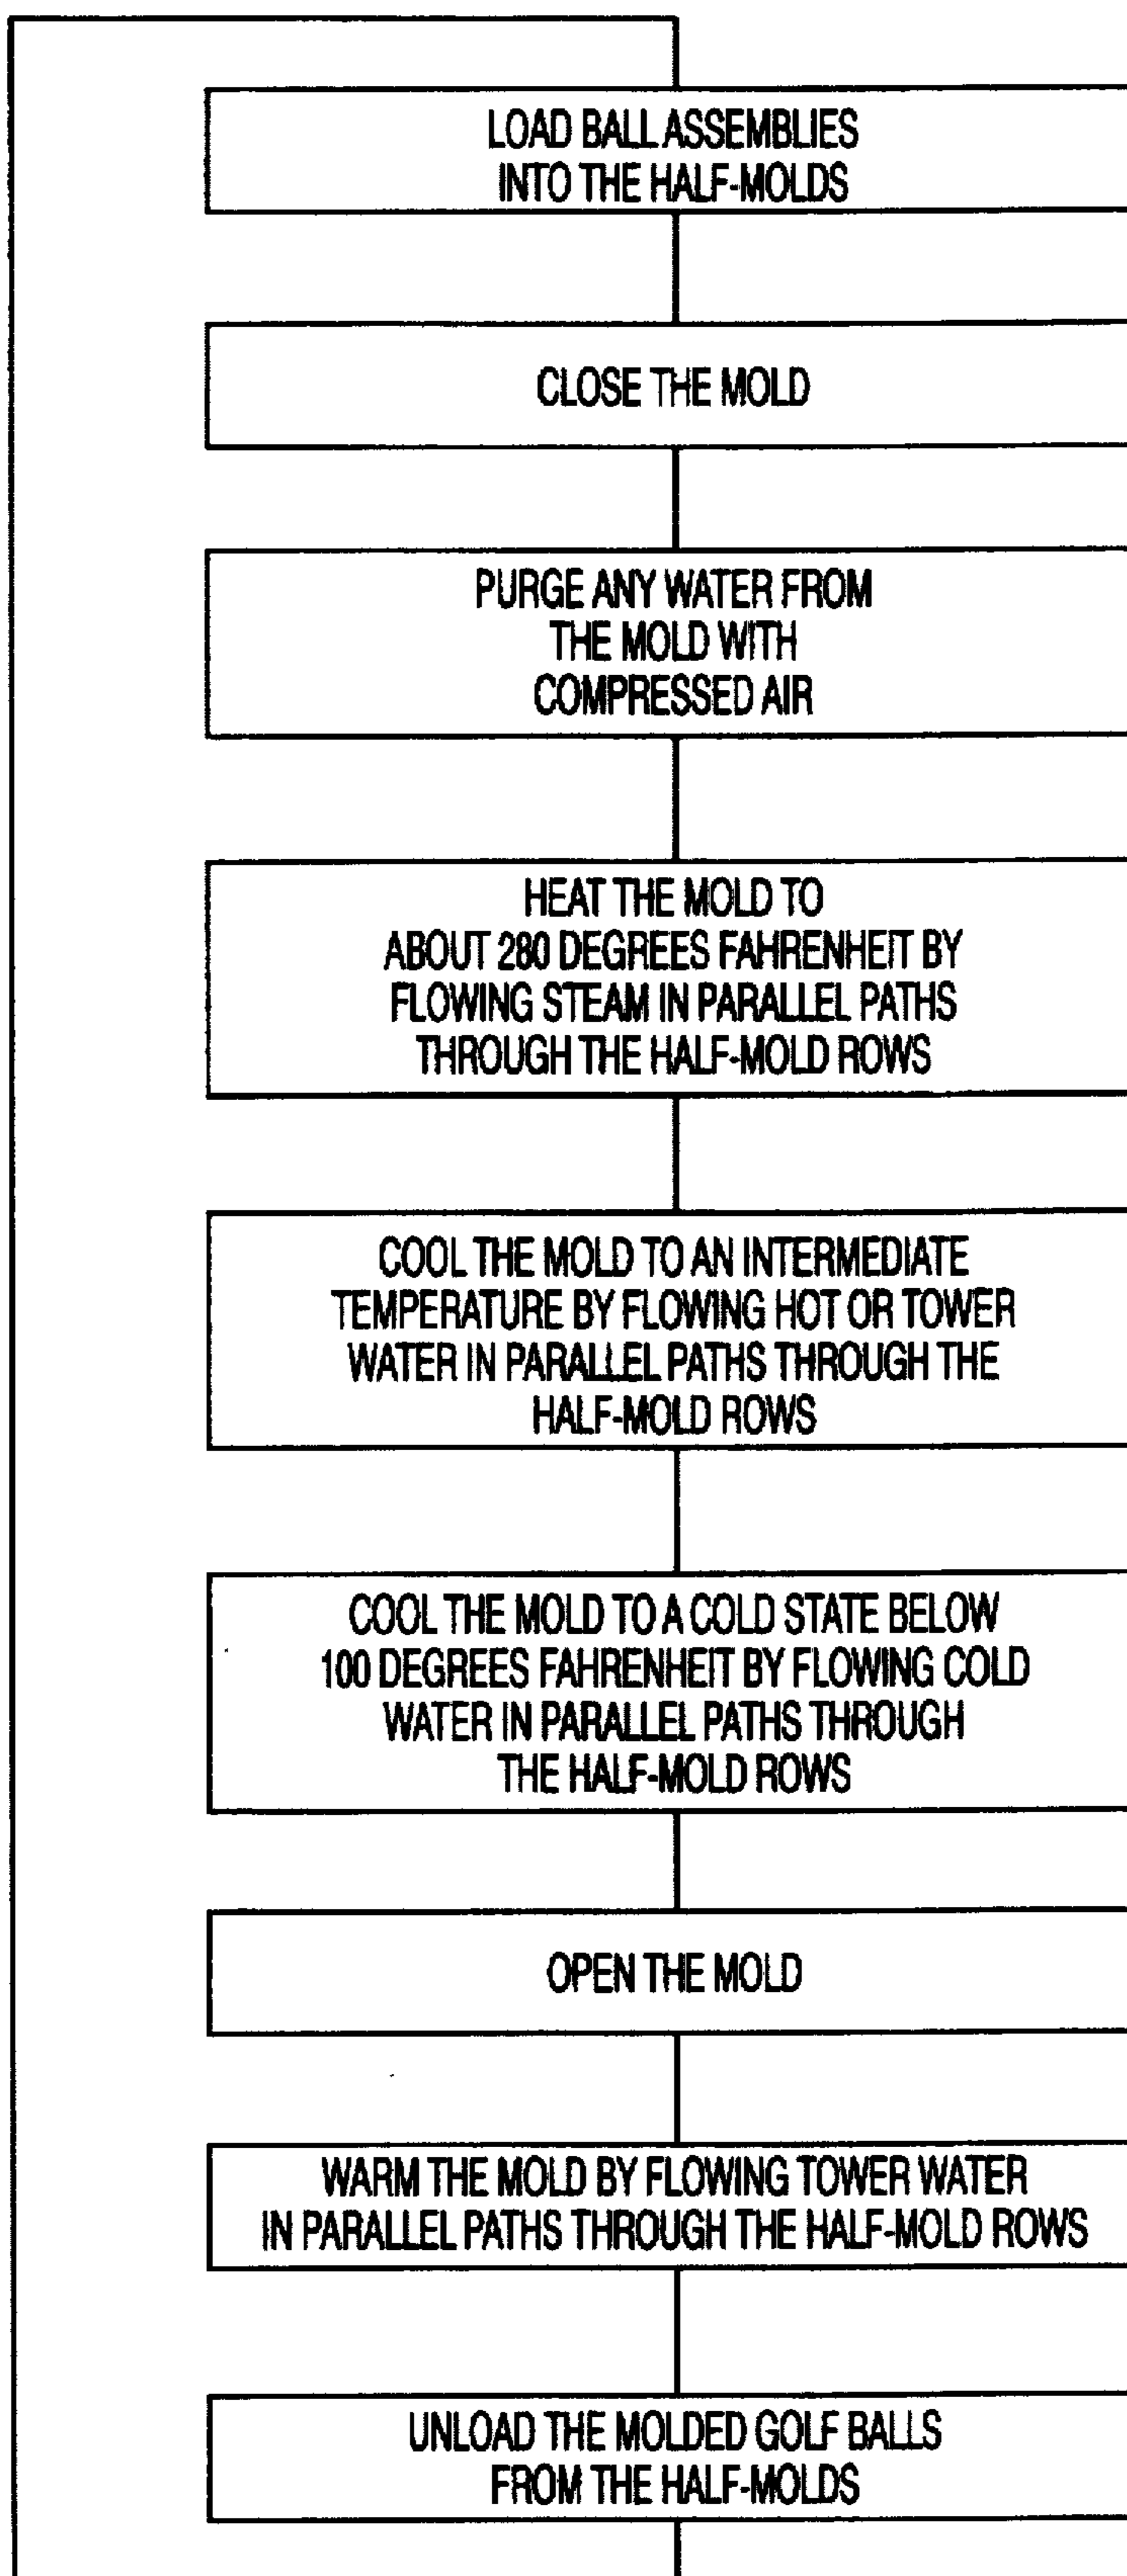 LOAD BALL ASSEMBLIES
INTO THE HALF-MOLDS
CLOSE THE MOLD
PURGE ANY WATER FROM
THE MOLD WITH
COMPRESSED AIR
HEAT THE MOLD TO
ABOUT 280 DEGREES FAHRENHEIT BY
FLOWING STEAM IN PARALLEL PATHS
THROUGH THE HALF-MOLD ROWS
COOL THE MOLD TO AN INTERMEDIATE
TEMPERATURE BY FLOWING HOT OR TOWER
WATER IN PARALLEL PATHS THROUGH THE
HALF-MOLD ROWS
COOL THE MOLD TO A COLD STATE BELOW
100 DEGREES FAHRENHEIT BY FLOWING COLD
WATER IN PARALLEL PATHS THROUGH
THE HALF-MOLD ROWS
OPEN THE MOLD
WARM THE MOLD BY FLOWING TOWER WATER
IN PARALLEL PATHS THROUGH THE HALF-MOLD ROWS
UNLOAD THE MOLDED GOLF BALLS
FROM THE HALF-MOLDS